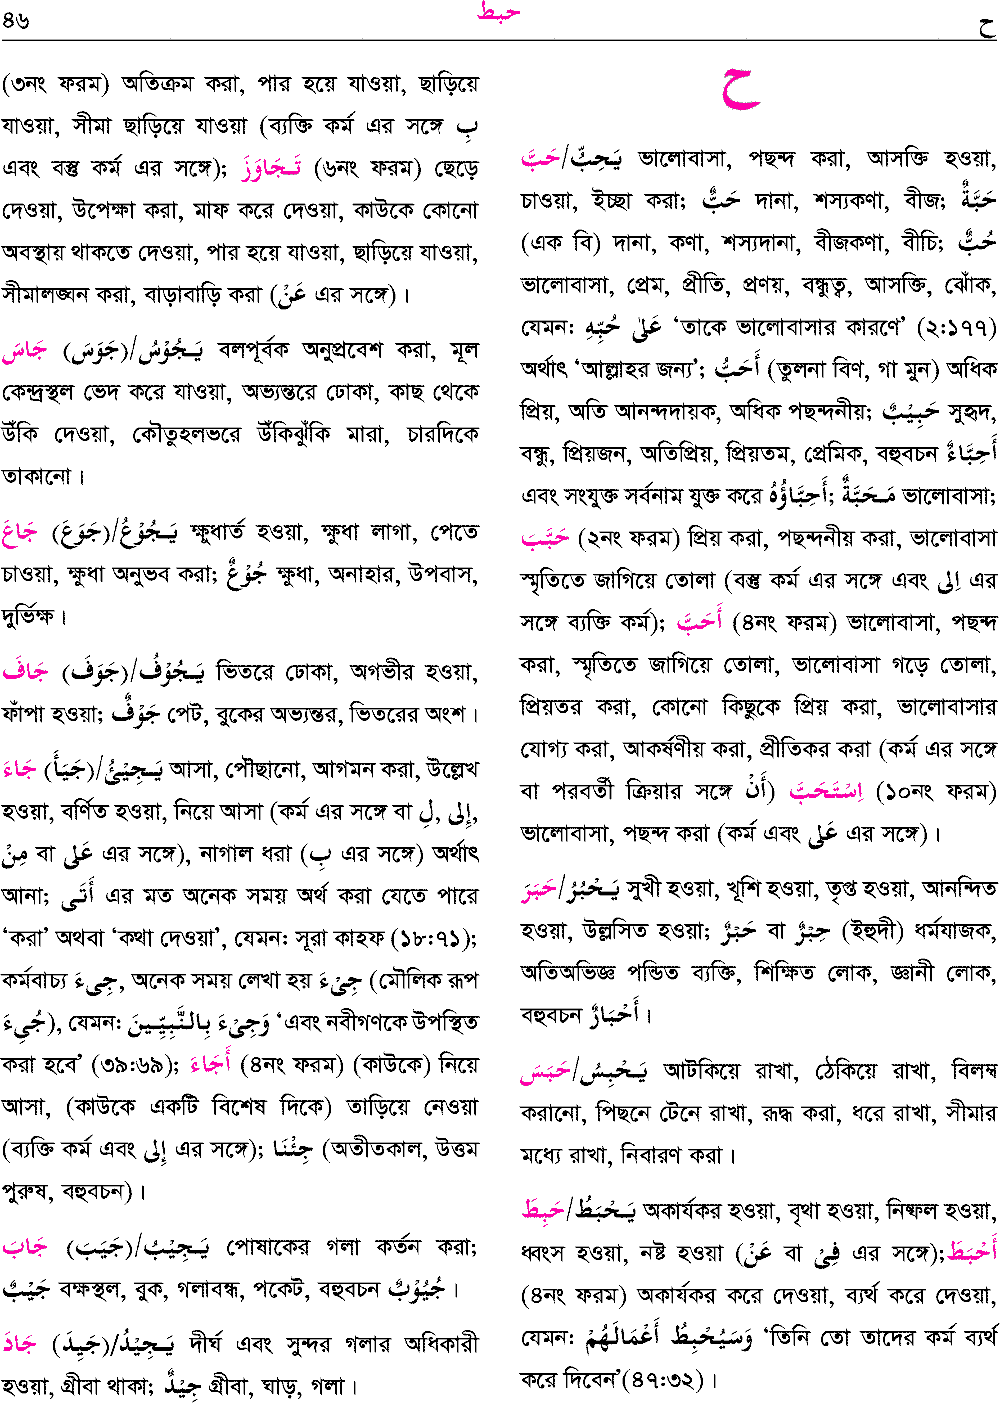 ৪৬ حبط ح
(৩নং ফরম) অতিক্রম করা, পার হয়ে যাওয়া, ছাড়িয়ে
যাওয়া, সীমা ছাড়িয়ে যাওয়া (ব্যক্তি কর্ম এর সঙ্গে بِ
এবং বস্তু কর্ম এর সঙ্গে); تَجَاوَزَ (৬নং ফরম) ছেড়ে
দেওয়া, উপেক্ষা করা, মাফ করে দেওয়া, কাউকে কোনো
অবস্থায় থাকতে দেওয়া, পার হয়ে যাওয়া, ছাড়িয়ে যাওয়া,
সীমালঙ্ঘন করা, বাড়াবাড়ি করা (عَنْ এর সঙ্গে)।
جَاسَ (جَوَسَ)/يَجُوْسُ বলপূর্বক অনুপ্রবেশ করা, মূল
কেন্দ্রস্থল ভেদ করে যাওয়া, অভ্যন্তরে ঢোকা, কাছ থেকে
উঁকি দেওয়া, কৌতুহলভরে উঁকিঝুঁকি মারা, চারদিকে
তাকানো।
جَاعَ (جَوَعَ)/يَجُوْعُ ক্ষুধার্ত হওয়া, ক্ষুধা লাগা, পেতে
চাওয়া, ক্ষুধা অনুভব করা; جُوْعٌ ক্ষুধা, অনাহার, উপবাস,
দুর্ভিক্ষ।
جَافَ (جَوَفَ)/يَجُوْفُ ভিতরে ঢোকা, অগভীর হওয়া,
ফাঁপা হওয়া; جَوْفٌ পেট, বুকের অভ্যন্তর, ভিতরের অংশ।
جَاءَ (جَيَأَ)/يَجِيْئُ আসা, পৌছানো, আগমন করা, উল্লেখ
হওয়া, বর্ণিত হওয়া, নিয়ে আসা (কর্ম এর সঙ্গে বা لِ, إِلى,
مِنْ বা عَلى এর সঙ্গে), নাগাল ধরা (بِ এর সঙ্গে) অর্থাৎ
আনা; أَتَى এর মত অনেক সময় অর্থ করা যেতে পারে
‘করা’ অথবা ‘কথা দেওয়া’, যেমন: সূরা কাহফ (১৮:৭১);
কর্মবাচ্য جِيءَ, অনেক সময় লেখা হয় جِيْءَ (মৌলিক রূপ
جُيِءَ), যেমন: وَجِيْءَ بِالنَّبِيِّيْنَ ‘এবং নবীগণকে উপস্থিত
করা হবে’ (৩৯:৬৯); أَجَاءَ (৪নং ফরম) (কাউকে) নিয়ে
আসা, (কাউকে একটি বিশেষ দিকে) তাড়িয়ে নেওয়া
(ব্যক্তি কর্ম এবং إِلى এর সঙ্গে); جِئْنَا (অতীতকাল, উত্তম
পুরুষ, বহুবচন)।
جَابَ (جَيَبَ)/يَجِيْبُ পোষাকের গলা কর্তন করা;
جَيْبٌ বক্ষস্থল, বুক, গলাবন্ধ, পকেট, বহুবচন جُيُوْبٌ।
جَادَ (جَيِدَ)/يَجِيْدُ দীর্ঘ এবং সুন্দর গলার অধিকারী
হওয়া, গ্রীবা থাকা; جِيْدٌ গ্রীবা, ঘাড়, গলা।
ح
حَبَّ/يَحِبُّ ভালোবাসা, পছন্দ করা, আসক্তি হওয়া,
চাওয়া, ইচ্ছা করা; حَبٌّ দানা, শস্যকণা, বীজ; حَبَّةٌ
(এক বি) দানা, কণা, শস্যদানা, বীজকণা, বীচি; حُبٌّ
ভালোবাসা, প্রেম, প্রীতি, প্রণয়, বন্ধুত্ব, আসক্তি, ঝোঁক,
যেমন: عَلىٰ حُبِّهِ ‘তাকে ভালোবাসার কারণে’ (২:১৭৭)
অর্থাৎ ‘আল্লাহর জন্য’; أَحَبُّ (তুলনা বিণ, গা মুন) অধিক
প্রিয়, অতি আনন্দদায়ক, অধিক পছন্দনীয়; حَبِيْبٌ সুহৃদ,
বন্ধু, প্রিয়জন, অতিপ্রিয়, প্রিয়তম, প্রেমিক, বহুবচন أَحِبَّاءُ
এবং সংযুক্ত সর্বনাম যুক্ত করে أَحِبَّاؤُهُ; مَحَبَّةٌ ভালোবাসা;
حَبَّبَ (২নং ফরম) প্রিয় করা, পছন্দনীয় করা, ভালোবাসা
স্মৃতিতে জাগিয়ে তোলা (বস্তু কর্ম এর সঙ্গে এবং اِلى এর
সঙ্গে ব্যক্তি কর্ম); أَحَبَّ (৪নং ফরম) ভালোবাসা, পছন্দ
করা, স্মৃতিতে জাগিয়ে তোলা, ভালোবাসা গড়ে তোলা,
প্রিয়তর করা, কোনো কিছুকে প্রিয় করা, ভালোবাসার
যোগ্য করা, আকর্ষণীয় করা, প্রীতিকর করা (কর্ম এর সঙ্গে
বা পরবর্তী ক্রিয়ার সঙ্গে أَنْ) اِسْتَحَبَّ (১০নং ফরম)
ভালোবাসা, পছন্দ করা (কর্ম এবং عَلى এর সঙ্গে)।
حَبَرَ/يَحْبُرُ সুখী হওয়া, খূশি হওয়া, তৃপ্ত হওয়া, আনন্দিত
হওয়া, উল্লসিত হওয়া; حَبْرٌ বা حِبْرٌ (ইহুদী) ধর্মযাজক,
অতিঅভিজ্ঞ পন্ডিত ব্যক্তি, শিক্ষিত লোক, জ্ঞানী লোক,
বহুবচন أَحْبَارٌ।
حَبَسَ/يَحْبِسُ আটকিয়ে রাখা, ঠেকিয়ে রাখা, বিলম্ব
করানো, পিছনে টেনে রাখা, রূদ্ধ করা, ধরে রাখা, সীমার
মধ্যে রাখা, নিবারণ করা।
حَبِطَ/يَحْبَطُ অকার্যকর হওয়া, বৃথা হওয়া, নিষ্ফল হওয়া,
ধ্বংস হওয়া, নষ্ট হওয়া (عَنْ বা فِيْ এর সঙ্গে);أَحْبَطَ
(৪নং ফরম) অকার্যকর করে দেওয়া, ব্যর্থ করে দেওয়া,
যেমন: وَسَيُحْبِطُ أَعْمَالَهُمْ ‘তিনি তো তাদের কর্ম ব্যর্থ
করে দিবেন’(৪৭:৩২)।